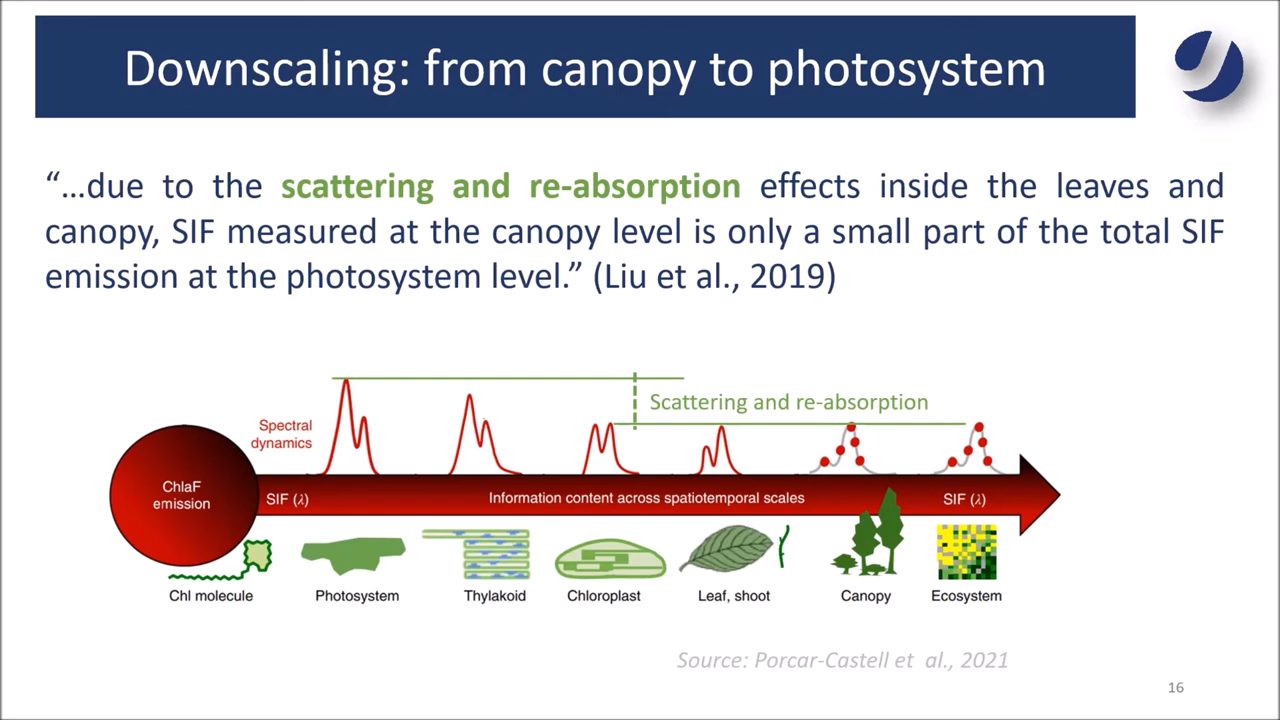 Downscaling: from canopy to photosystem
“…due to the scattering and re-absorption effects inside the leaves and
canopy, SIF measured at the canopy level is only a small part of the total SIF
emission at the photosystem level.” (Liu et al., 2019)
Scattering and re-absorption
Spectral
dynamics
ChlaF
emission
SIF (λ)
Information content across spatiotemporal scales
SIF (λ)
Chl molecule
Photosystem
Thylakoid
Chloroplast
Leaf, shoot
Canopy
Ecosystem
Source: Porcar-Castell et al., 2021
16